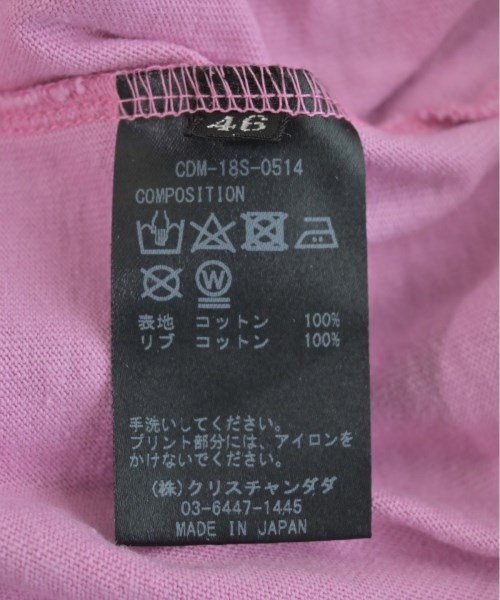 46
CDM-18S-0514
COMPOSITION
W
表地 コットン 100%
リブ コットン 100%
手洗いしてください。
プリント部分には、アイロンを
かけないでください。
(株)クリスチャンダダ
03-6447-1445
MADE IN JAPAN